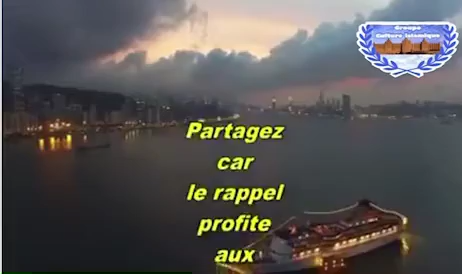 Groupe
Culture islamique
Partagez
car
le rappel
profite
aux